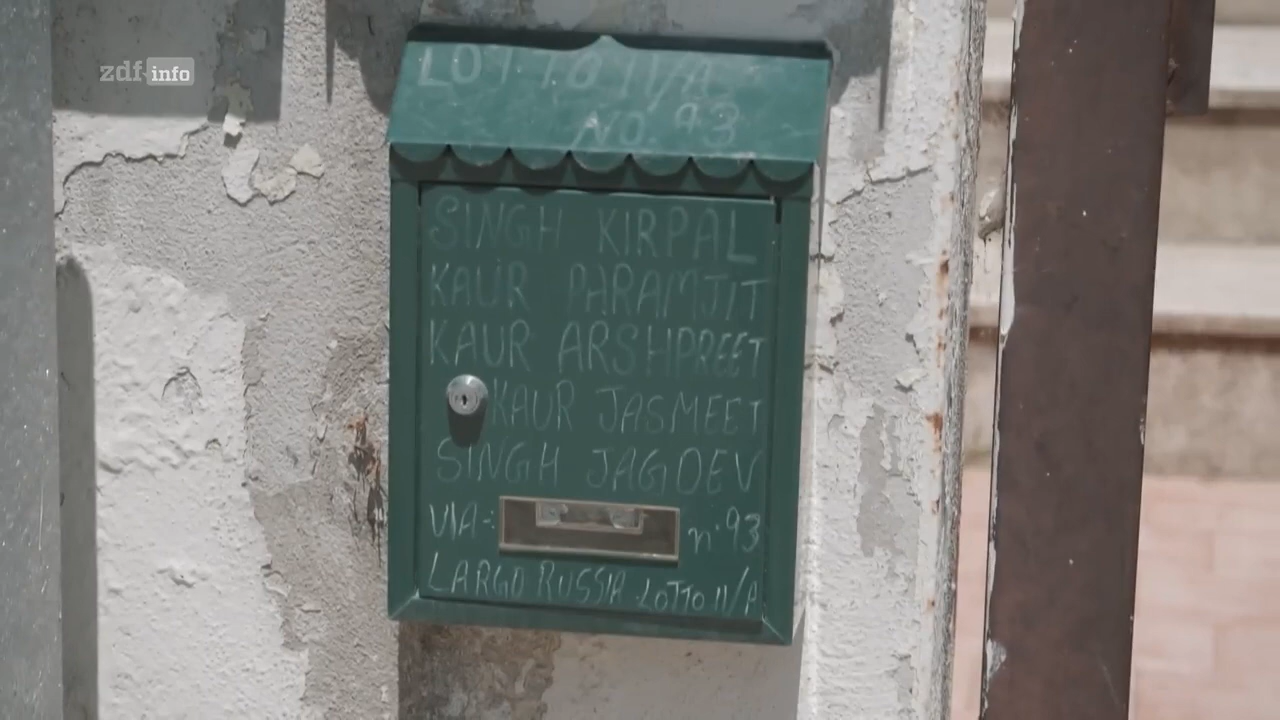 zdf info
LOTTO 11/A
NO. 93
SINGH KIRPAL
KAUR PARAMJIT
KAUR ARSHPREET
KAUR JASMEET
SINGH JAGDEV
VIA-: n° 93
LARGO RUSSIA LOTTO 11/A